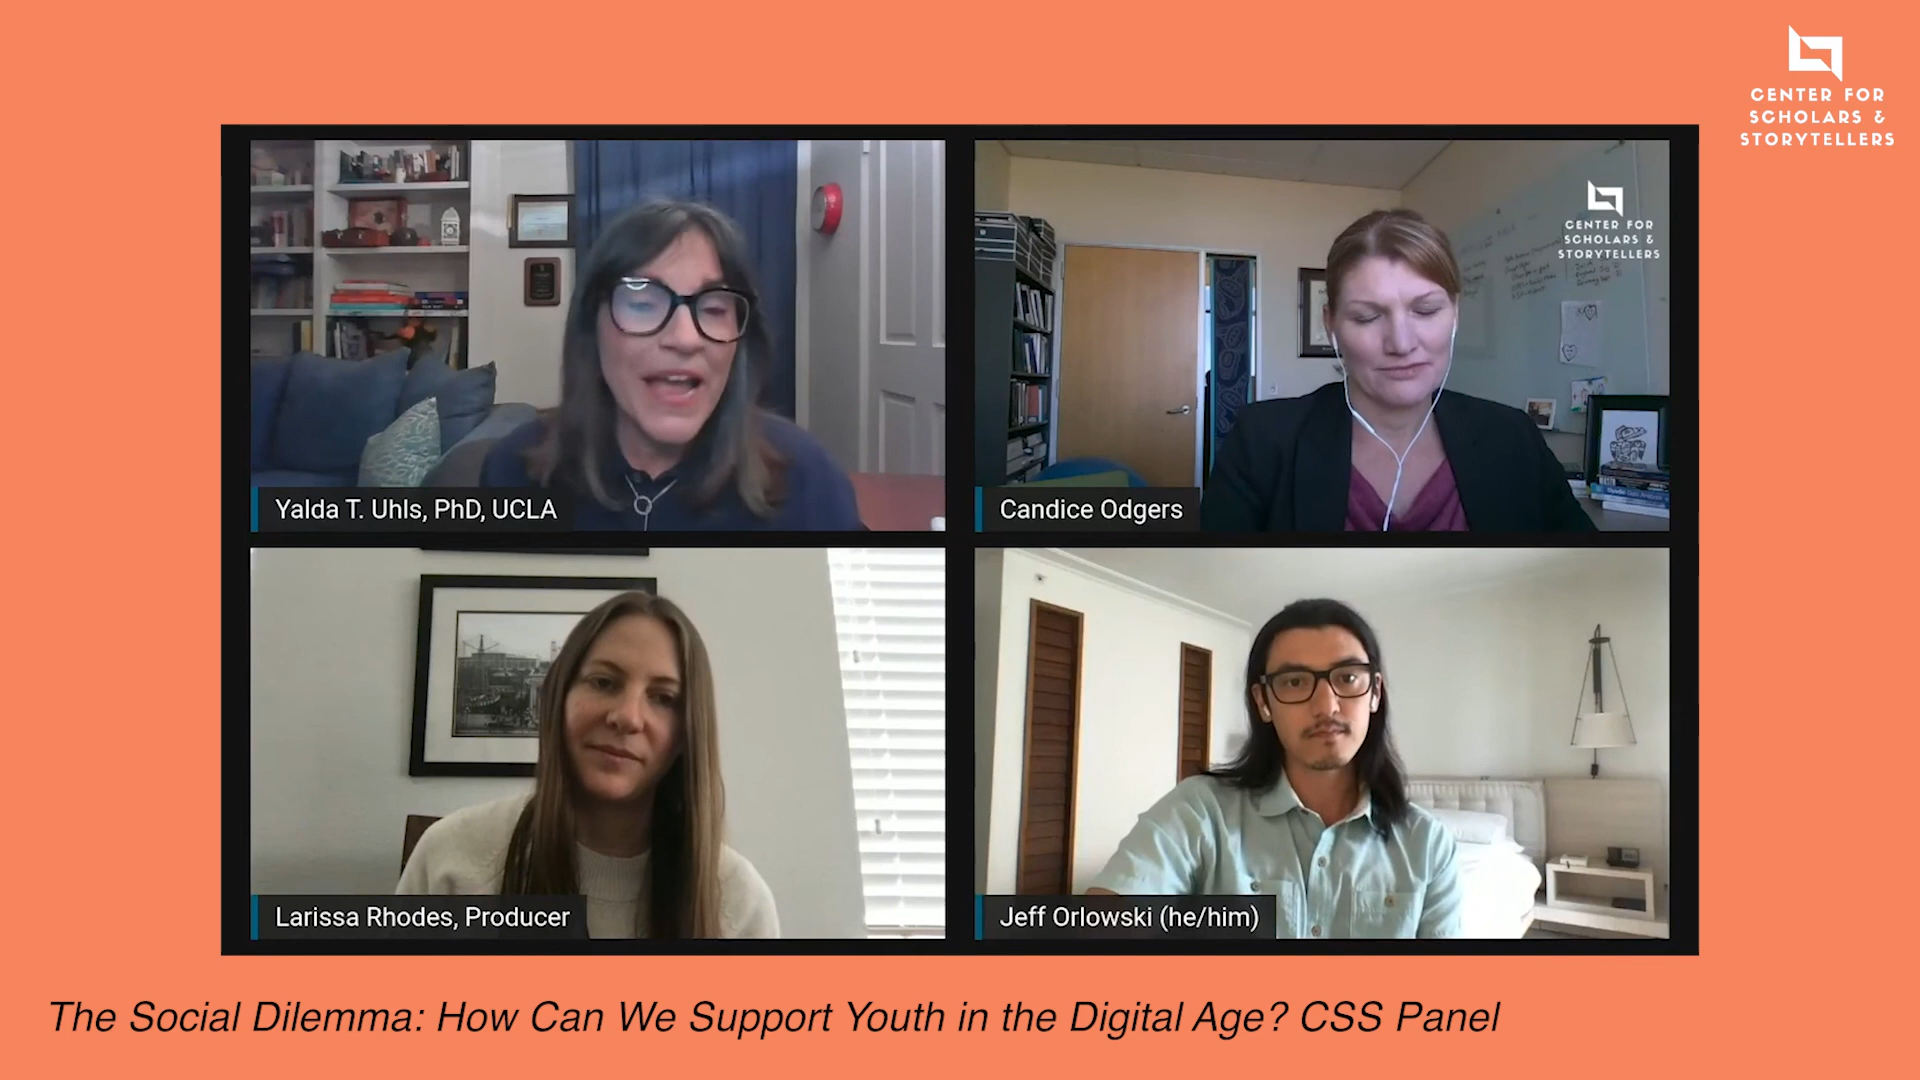 CENTER FOR
SCHOLARS &
STORYTELLERS
CENTER FOR
SCHOLARS &
STORYTELLERS
Yalda T. Uhls, PhD, UCLA
Candice Odgers
Larissa Rhodes, Producer
Jeff Orlowski (he/him)
The Social Dilemma: How Can We Support Youth in the Digital Age? CSS Panel